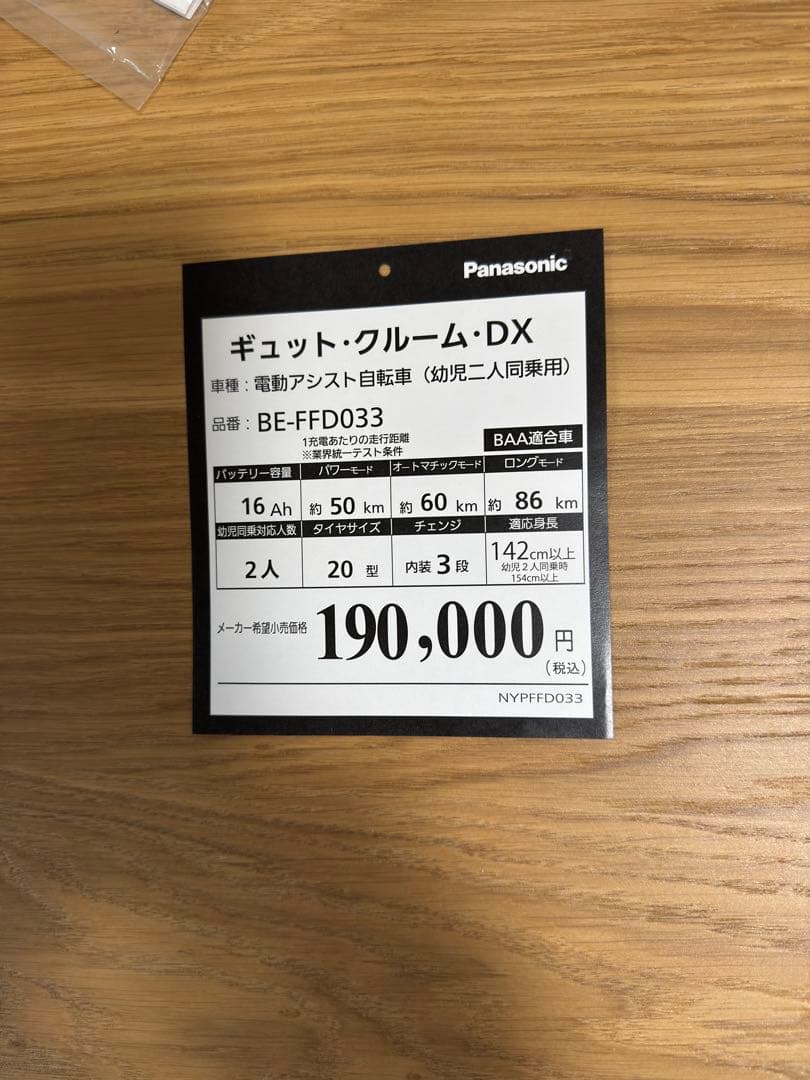 Panasonic
ギュット・クルーム・DX
車種：電動アシスト自転車（幼児二人同乗用）
品番：BE-FFD033
1充電あたりの走行距離
※業界統一テスト条件
BAA適合車
バッテリー容量 パワーモード オートマチックモード ロングモード
16 Ah 約 50 km 約 60 km 約 86 km
幼児同乗対応人数 タイヤサイズ チェンジ 適応身長
2人 20 型 内装 3 段 142cm以上
幼児2人同乗時
154cm以上
メーカー希望小売価格 190,000 円
（税込）
NYPFFD033